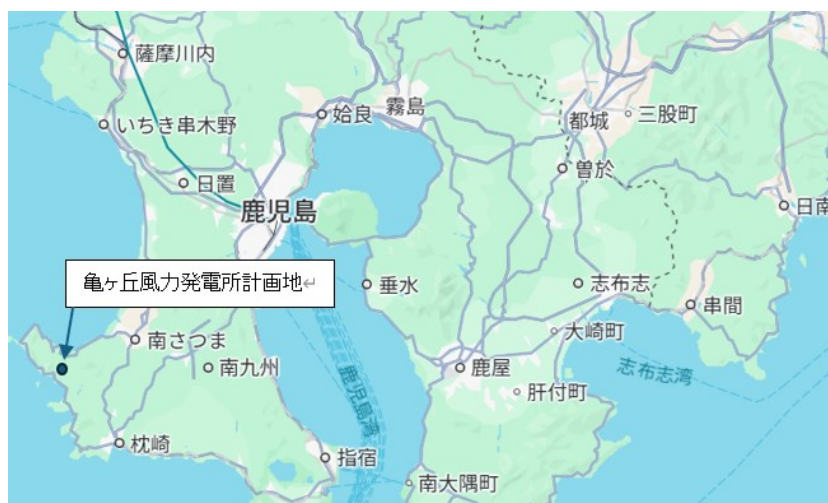 薩摩川内
霧島
姶良
三股町
いちき串木野
都城
曽於
日置
日南
鹿児島
亀ヶ丘風力発電所計画地↵
垂水
志布志
串間
大崎町
南さつま
南九州
鹿屋
志布志湾
鹿児島湾
肝付町
枕崎
指宿
南大隅町